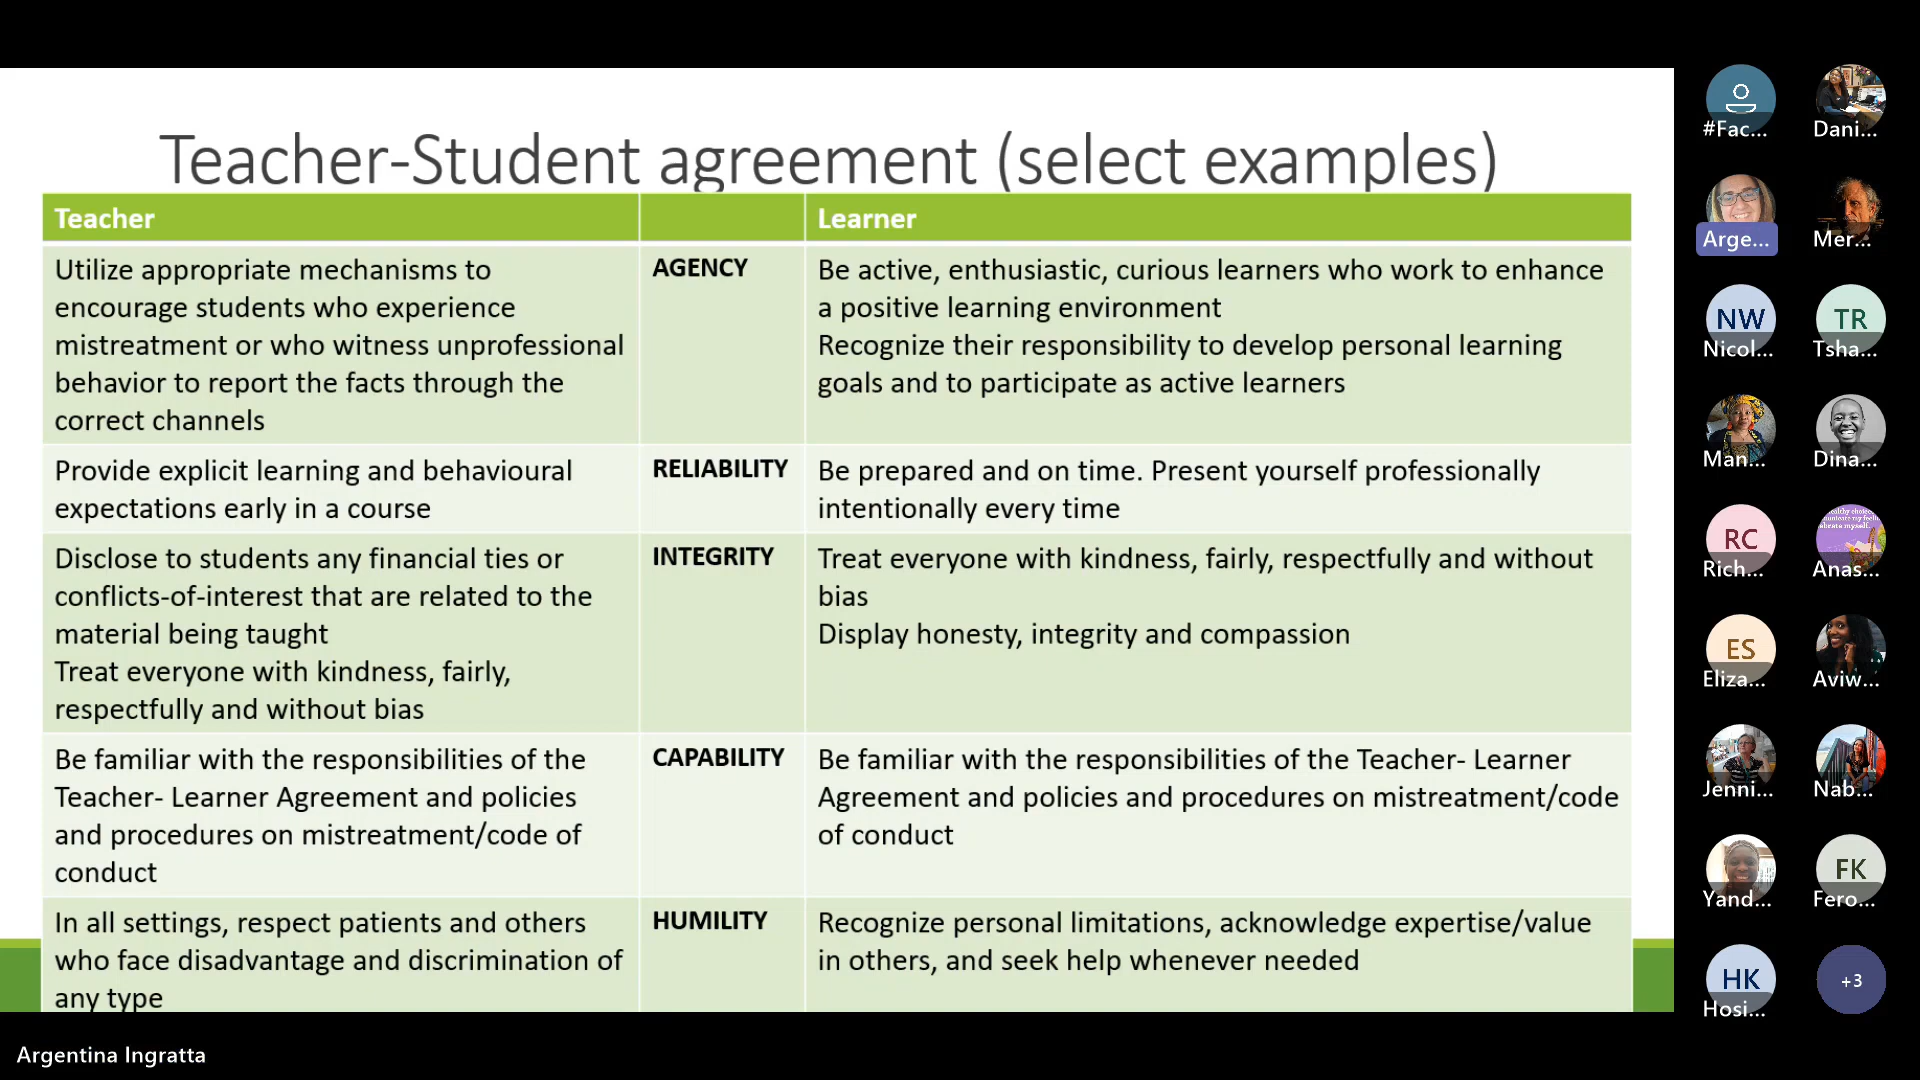 Teacher-Student agreement (select examples)
Teacher
Learner
Utilize appropriate mechanisms to
encourage students who experience
mistreatment or who witness unprofessional
behavior to report the facts through the
correct channels
AGENCY
Be active, enthusiastic, curious learners who work to enhance
a positive learning environment
Recognize their responsibility to develop personal learning
goals and to participate as active learners
Provide explicit learning and behavioural
expectations early in a course
RELIABILITY
Be prepared and on time. Present yourself professionally
intentionally every time
Disclose to students any financial ties or
conflicts-of-interest that are related to the
material being taught
Treat everyone with kindness, fairly,
respectfully and without bias
INTEGRITY
Treat everyone with kindness, fairly, respectfully and without
bias
Display honesty, integrity and compassion
Be familiar with the responsibilities of the
Teacher- Learner Agreement and policies
and procedures on mistreatment/code of
conduct
CAPABILITY
Be familiar with the responsibilities of the Teacher- Learner
Agreement and policies and procedures on mistreatment/code
of conduct
In all settings, respect patients and others
who face disadvantage and discrimination of
any type
HUMILITY
Recognize personal limitations, acknowledge expertise/value
in others, and seek help whenever needed
#Fac...
Dani...
Arge...
Mer...
NW
Nicol...
TR
Tsha...
Man...
Dina...
RC
Rich...
Anas...
ES
Eliza...
Aviw...
Jenni...
Nab...
Yand...
FK
Fero...
HK
Hosi...
+3
Argentina Ingratta